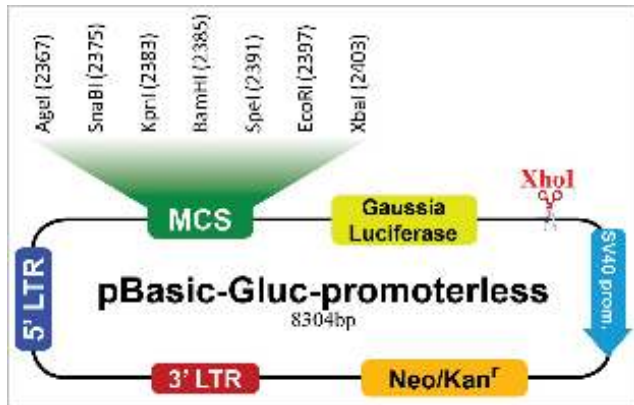 AgeI (2367)
SnaBI (2375)
KpnI (2383)
BamHI (2385)
SpeI (2391)
EcoRI (2397)
XbaI (2403)
XhoI
MCS
Gaussia
Luciferase
5' LTR
SV40 prom.
pBasic-Gluc-promoterless
8304bp
3' LTR
Neo/Kanʳ